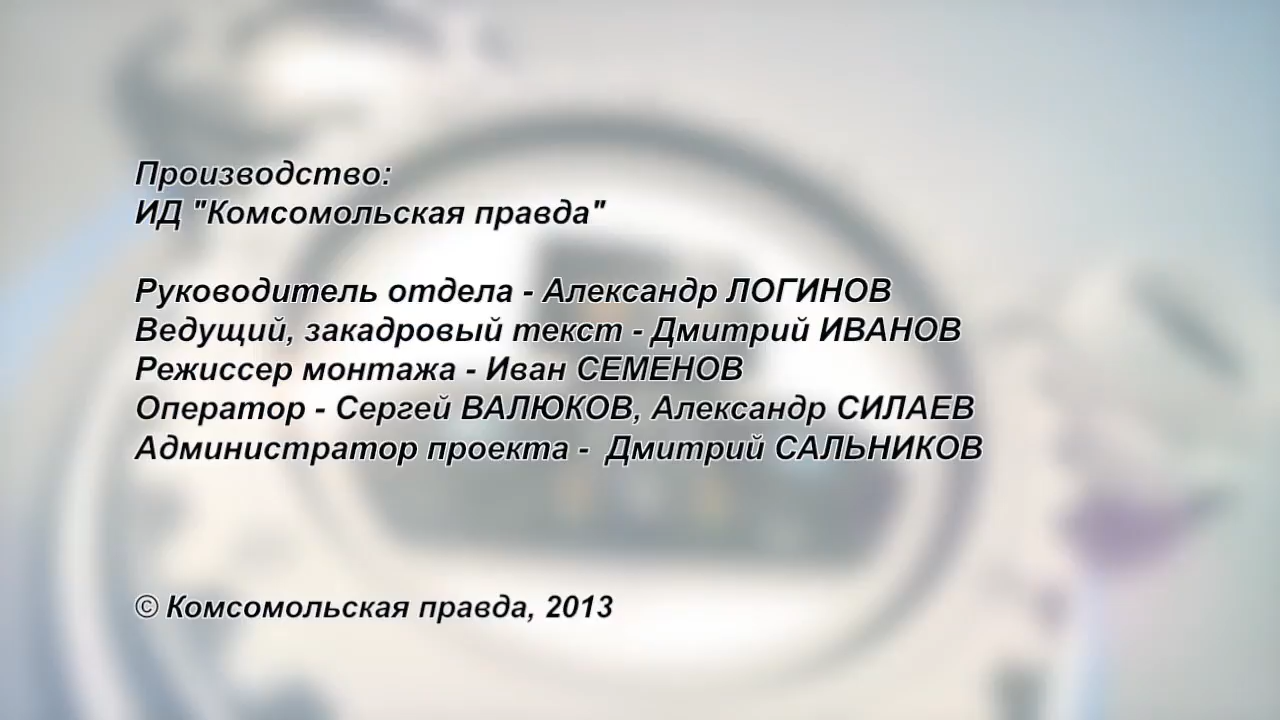 Производство:
ИД "Комсомольская правда"
Руководитель отдела - Александр ЛОГИНОВ
Ведущий, закадровый текст - Дмитрий ИВАНОВ
Режиссер монтажа - Иван СЕМЕНОВ
Оператор - Сергей ВАЛЮКОВ, Александр СИЛАЕВ
Администратор проекта -  Дмитрий САЛЬНИКОВ
© Комсомольская правда, 2013